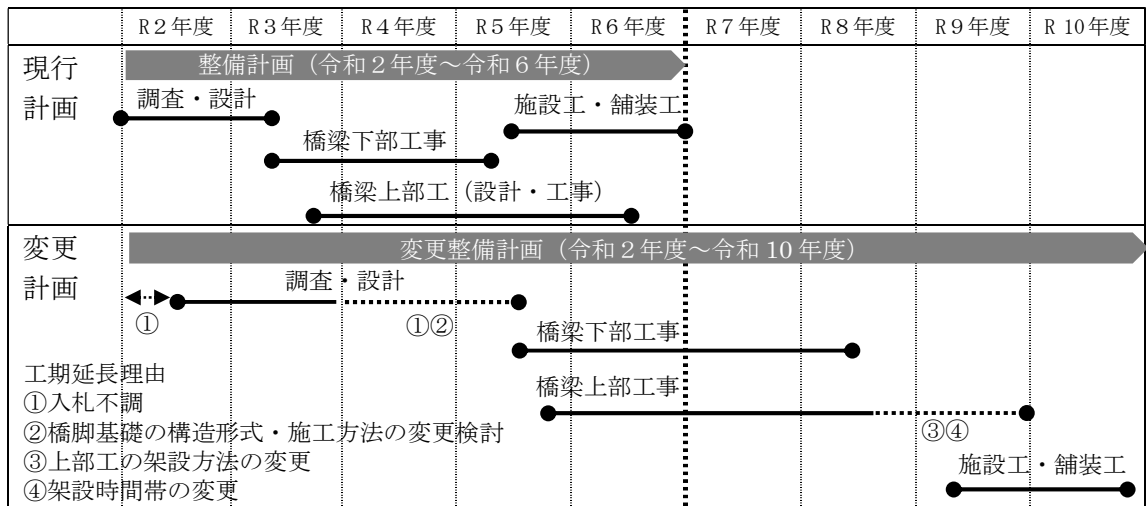 R２年度 R３年度 R４年度 R５年度 R６年度 R７年度 R８年度 R９年度 R 10年度
現行
計画
整備計画（令和２年度～令和６年度）
調査・設計
施設工・舗装工
橋梁下部工事
橋梁上部工（設計・工事）
変更
計画
変更整備計画（令和２年度～令和 10 年度）
調査・設計
①
①②
橋梁下部工事
橋梁上部工事
③④
施設工・舗装工
工期延長理由
①入札不調
②橋脚基礎の構造形式・施工方法の変更検討
③上部工の架設方法の変更
④架設時間帯の変更